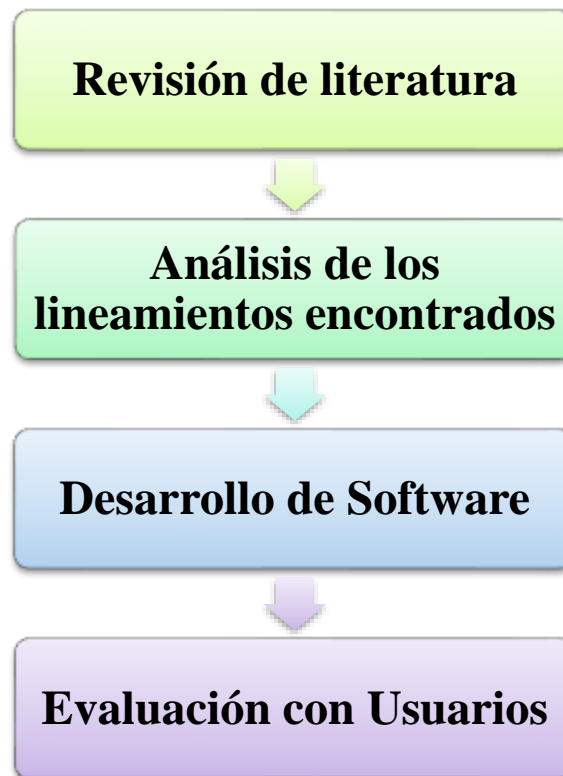 Revisión de literatura
Análisis de los
lineamientos encontrados
Desarrollo de Software
Evaluación con Usuarios